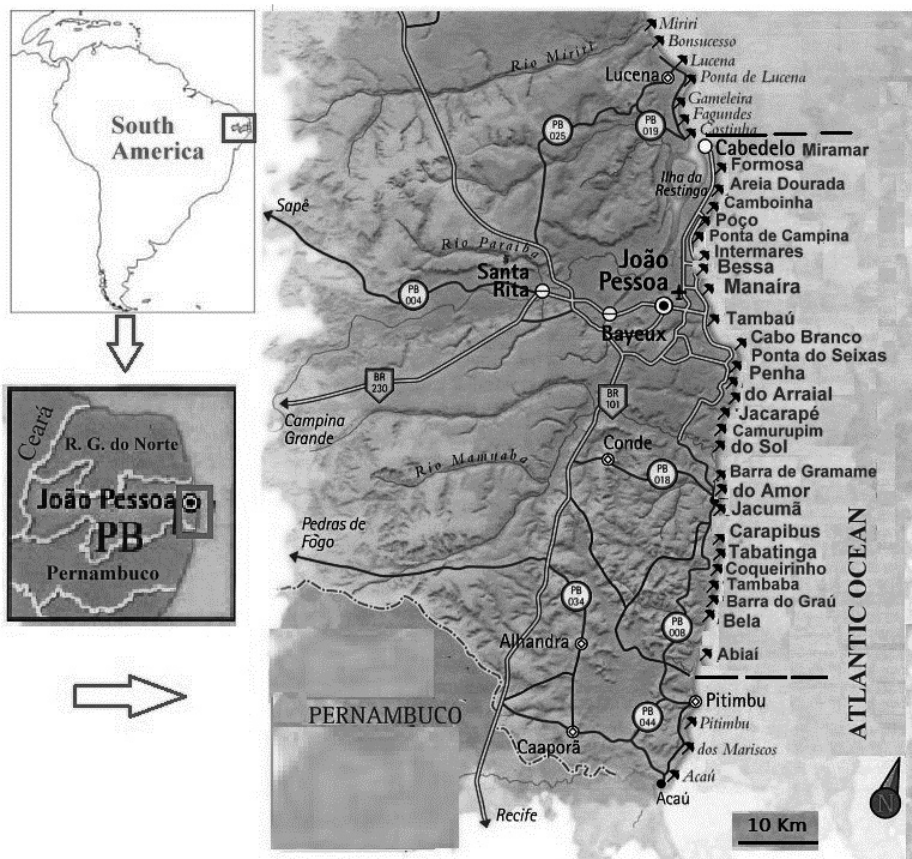 South
America
Ceará
R. G. do Norte
João Pessoa
PB
Pernambuco
Miriri
Bonsucesso
Rio Miriri
Lucena
Lucena
Ponta de Lucena
Gameleira
Fagundes
Costinha
PB
025
PB
019
Cabedelo Miramar
Ilha da
Restinga
Formosa
Areia Dourada
Camboinha
Poço
Ponta de Campina
Intermares
Bessa
Manaíra
Sapê
Rio Paraíba
João
Pessoa
Santa
Rita
PB
004
Bayeux
Tambaú
Cabo Branco
Ponta do Seixas
Penha
do Arraial
Jacarapé
Camurupim
do Sol
BR
230
BR
101
Campina
Grande
Conde
Rio Mamuaba
PB
018
Barra de Gramame
do Amor
Jacumã
Pedras de
Fogo
Carapibus
Tabatinga
Coqueirinho
Tambaba
Barra do Graú
Bela
Abiaí
PB
034
PB
008
Alhandra
ATLANTIC OCEAN
PERNAMBUCO
Pitimbu
Pitimbu
PB
044
dos Mariscos
Caaporã
Acaú
Acaú
Recife
N
10 Km